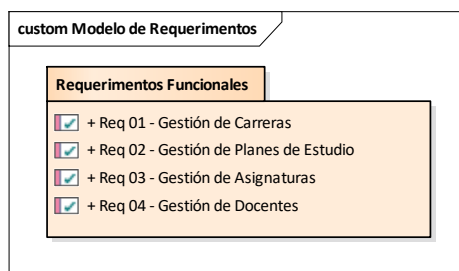 custom Modelo de Requerimentos
Requerimentos Funcionales
+ Req 01 - Gestión de Carreras
+ Req 02 - Gestión de Planes de Estudio
+ Req 03 - Gestión de Asignaturas
+ Req 04 - Gestión de Docentes